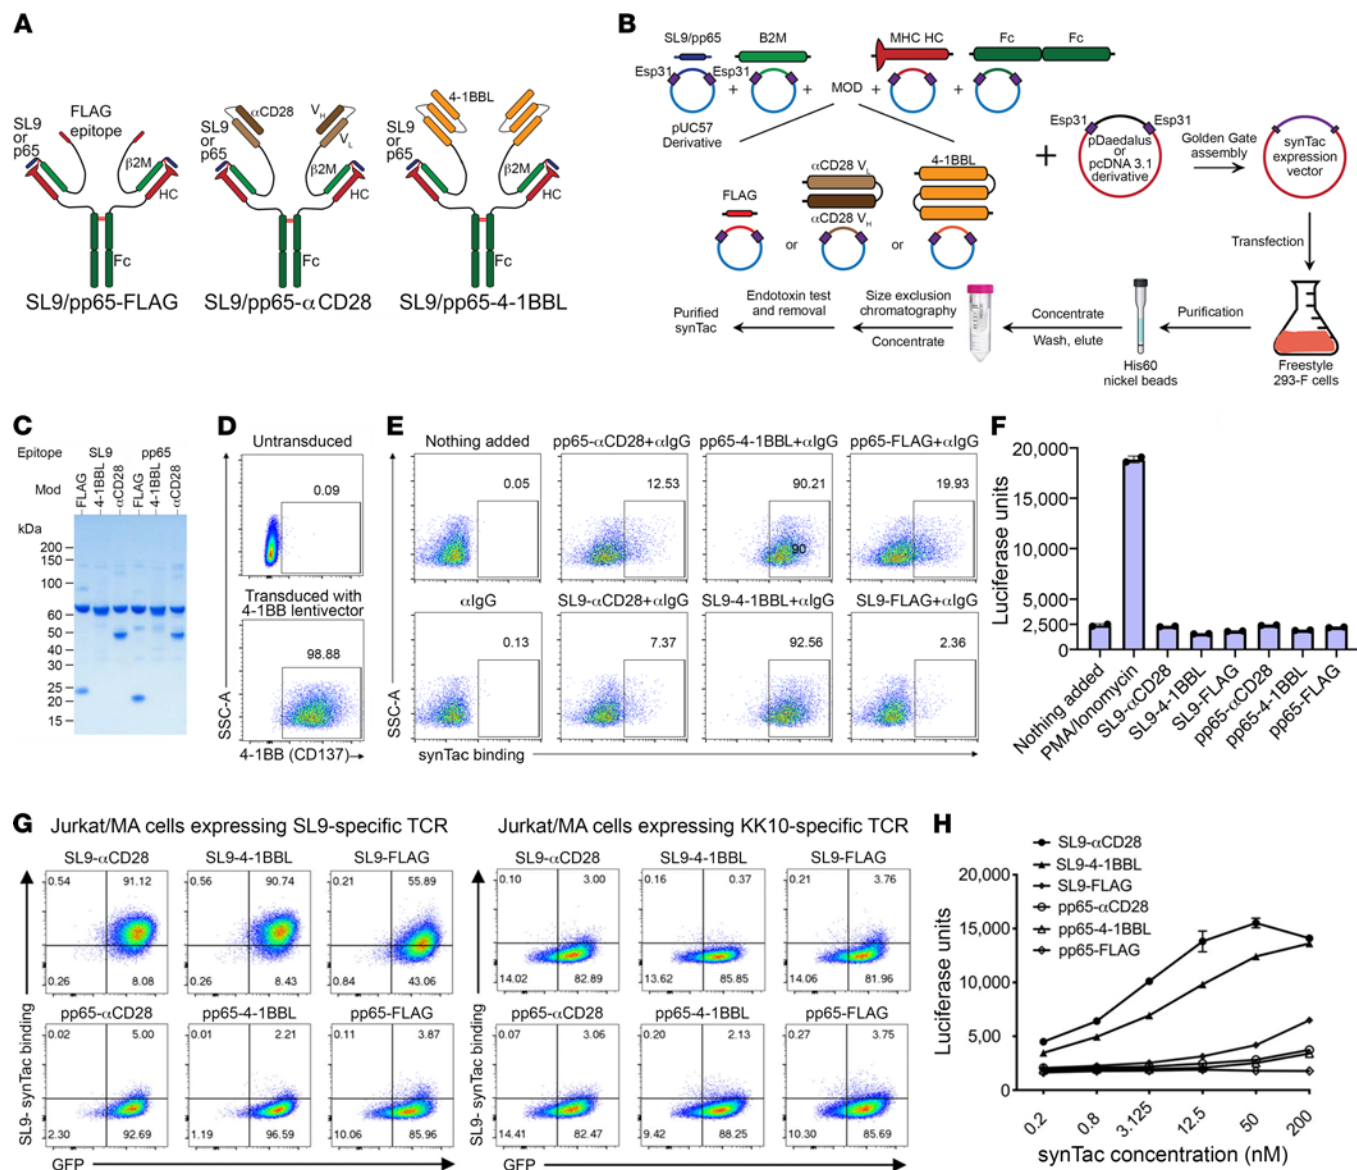 A
FLAG
epitope
SL9
or
p65
β2M
HC
Fc
SL9/pp65-FLAG
αCD28
VH
VL
SL9
or
p65
β2M
HC
Fc
SL9/pp65-αCD28
4-1BBL
SL9
or
p65
β2M
HC
Fc
SL9/pp65-4-1BBL
B
SL9/pp65
B2M
MHC HC
Fc
Fc
Esp31
Esp31
+
+
MOD
+
+
pUC57
Derivative
FLAG
αCD28 VL
αCD28 VH
4-1BBL
or
or
+
Esp31
Esp31
pDaedalus
or
pcDNA 3.1
derivative
Golden Gate
assembly
synTac
expression
vector
Transfection
Freestyle
293-F cells
Purification
His60
nickel beads
Concentrate
Wash, elute
Size exclusion
chromatography
Concentrate
Endotoxin test
and removal
Purified
synTac
C
Epitope SL9 pp65
Mod FLAG 4-1BBL αCD28 FLAG 4-1BBL αCD28
kDa
200
150
100
60
50
40
30
25
20
15
D
Untransduced
0.09
Transduced with
4-1BB lentivector
98.88
SSC-A
4-1BB (CD137)
E
Nothing added
0.05
pp65-αCD28+αIgG
12.53
pp65-4-1BBL+αIgG
90.21
90
pp65-FLAG+αIgG
19.93
αIgG
0.13
SL9-αCD28+αIgG
7.37
SL9-4-1BBL+αIgG
92.56
SL9-FLAG+αIgG
2.36
SSC-A
synTac binding
F
Luciferase units
20,000
15,000
10,000
5,000
2,500
0
Nothing added
PMA/Ionomycin
SL9-αCD28
SL9-4-1BBL
SL9-FLAG
pp65-αCD28
pp65-4-1BBL
pp65-FLAG
G
Jurkat/MA cells expressing SL9-specific TCR
SL9-αCD28
0.54 91.12
0.26 8.08
SL9-4-1BBL
0.56 90.74
0.26 8.43
SL9-FLAG
0.21 55.89
0.84 43.06
pp65-αCD28
0.02 5.00
2.30 92.69
pp65-4-1BBL
0.01 2.21
1.19 96.59
pp65-FLAG
0.11 3.87
10.06 85.96
SL9- synTac binding
GFP
Jurkat/MA cells expressing KK10-specific TCR
SL9-αCD28
0.10 3.00
14.02 82.89
SL9-4-1BBL
0.16 0.37
13.62 85.85
SL9-FLAG
0.21 3.76
14.06 81.96
pp65-αCD28
0.07 3.06
14.41 82.47
pp65-4-1BBL
0.20 2.13
9.42 88.25
pp65-FLAG
0.27 3.75
10.30 85.69
SL9- synTac binding
GFP
H
SL9-αCD28
SL9-4-1BBL
SL9-FLAG
pp65-αCD28
pp65-4-1BBL
pp65-FLAG
Luciferase units
20,000
15,000
10,000
5,00
0
0.2
0.8
3.125
12.5
50
200
synTac concentration (nM)